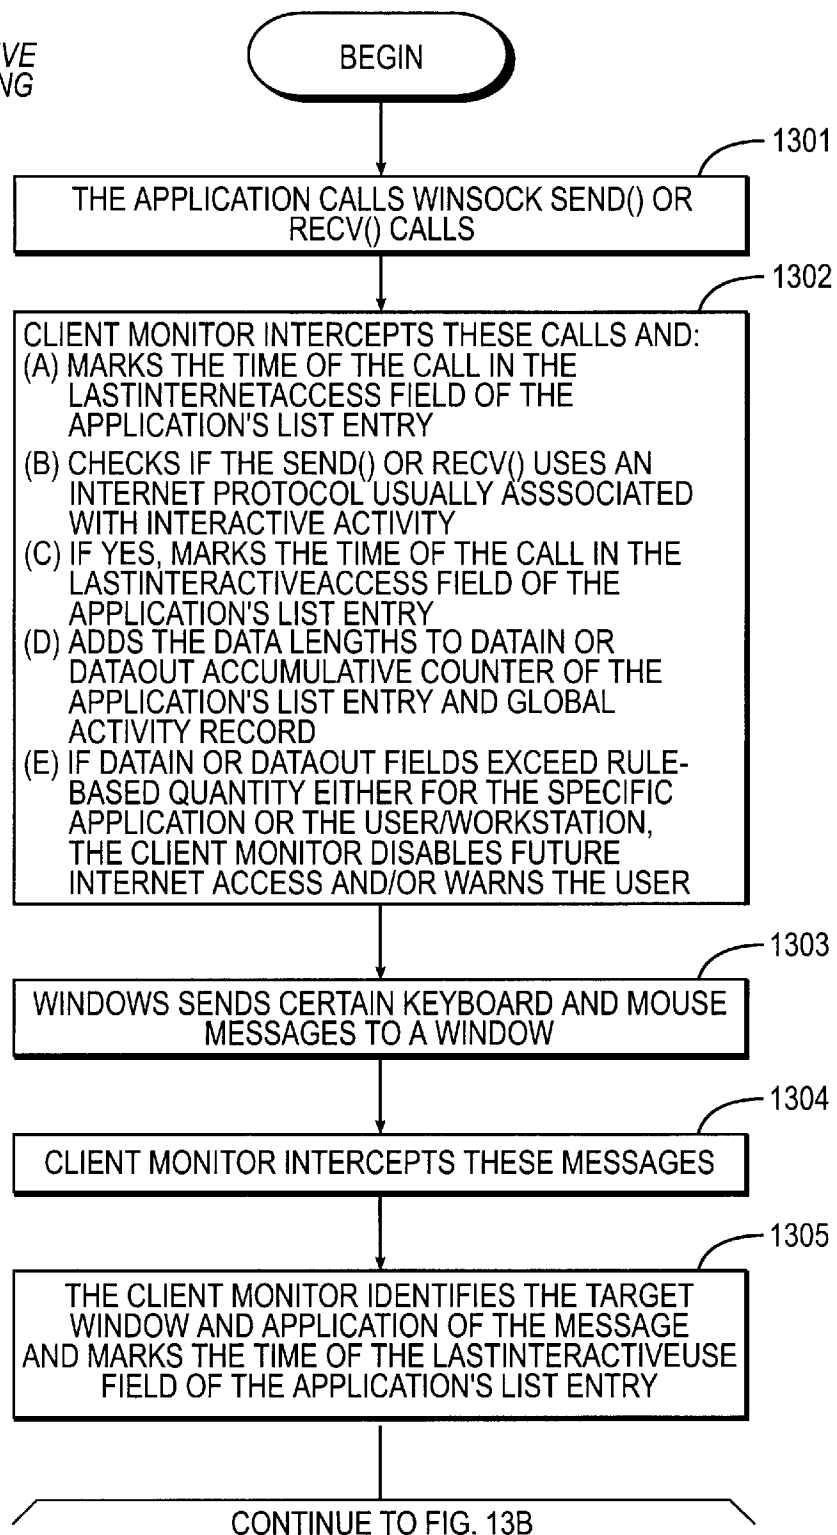 VE
NG
BEGIN
1301
THE APPLICATION CALLS WINSOCK SEND() OR
RECV() CALLS
1302
CLIENT MONITOR INTERCEPTS THESE CALLS AND:
(A) MARKS THE TIME OF THE CALL IN THE
LASTINTERNETACCESS FIELD OF THE
APPLICATION'S LIST ENTRY
(B) CHECKS IF THE SEND() OR RECV() USES AN
INTERNET PROTOCOL USUALLY ASSSOCIATED
WITH INTERACTIVE ACTIVITY
(C) IF YES, MARKS THE TIME OF THE CALL IN THE
LASTINTERACTIVEACCESS FIELD OF THE
APPLICATION'S LIST ENTRY
(D) ADDS THE DATA LENGTHS TO DATAIN OR
DATAOUT ACCUMULATIVE COUNTER OF THE
APPLICATION'S LIST ENTRY AND GLOBAL
ACTIVITY RECORD
(E) IF DATAIN OR DATAOUT FIELDS EXCEED RULE-
BASED QUANTITY EITHER FOR THE SPECIFIC
APPLICATION OR THE USER/WORKSTATION,
THE CLIENT MONITOR DISABLES FUTURE
INTERNET ACCESS AND/OR WARNS THE USER
1303
WINDOWS SENDS CERTAIN KEYBOARD AND MOUSE
MESSAGES TO A WINDOW
1304
CLIENT MONITOR INTERCEPTS THESE MESSAGES
1305
THE CLIENT MONITOR IDENTIFIES THE TARGET
WINDOW AND APPLICATION OF THE MESSAGE
AND MARKS THE TIME OF THE LASTINTERACTIVEUSE
FIELD OF THE APPLICATION'S LIST ENTRY
CONTINUE TO FIG. 13B